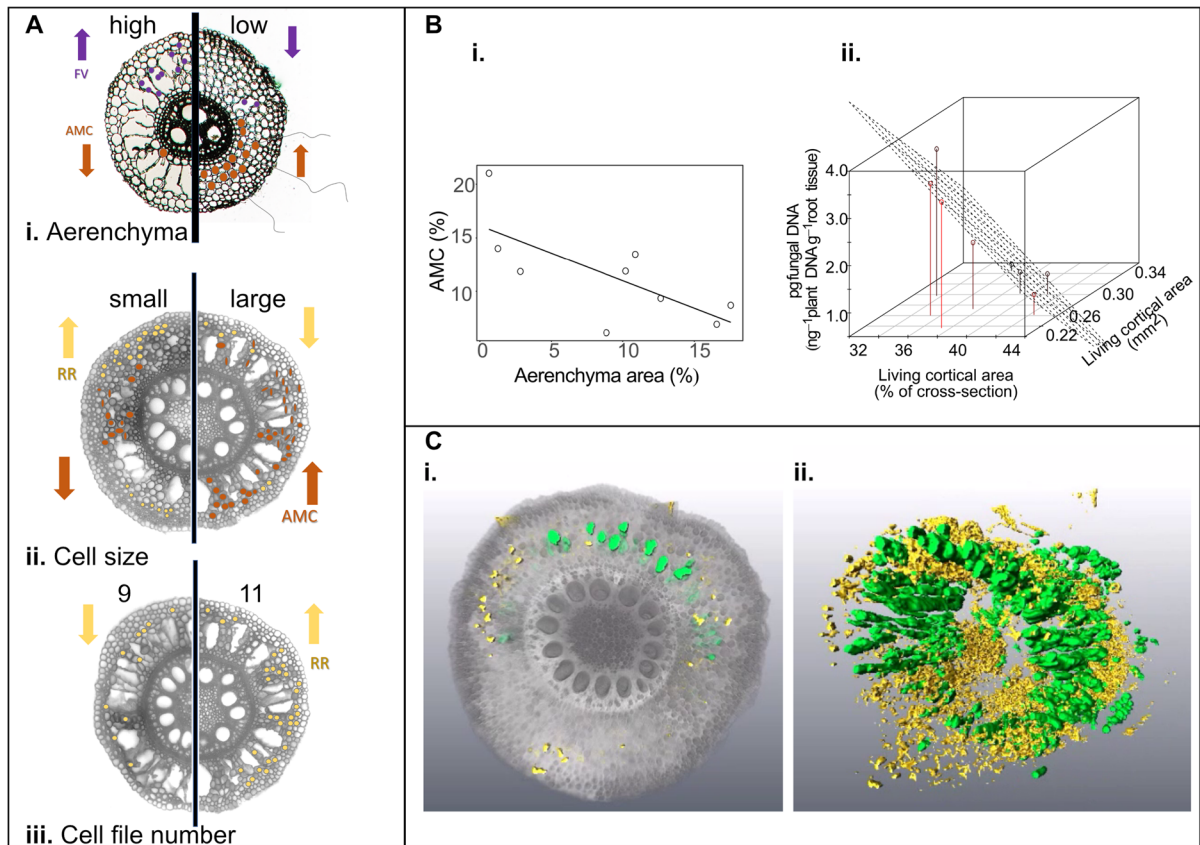 A
high low
FV
AMC
i. Aerenchyma
small large
RR
AMC
ii. Cell size
9 11
RR
iii. Cell file number
B
i.
AMC (%)
20
15
10
0 5 10 15
Aerenchyma area (%)
ii.
pgfungal DNA
(ng⁻¹plant DNA g⁻¹root tissue)
4.0
3.0
2.0
1.0
32 36 40 44
Living cortical area
(% of cross-section)
0.22
0.26
0.30
0.34
Living cortical area
(mm²)
C
i.
ii.